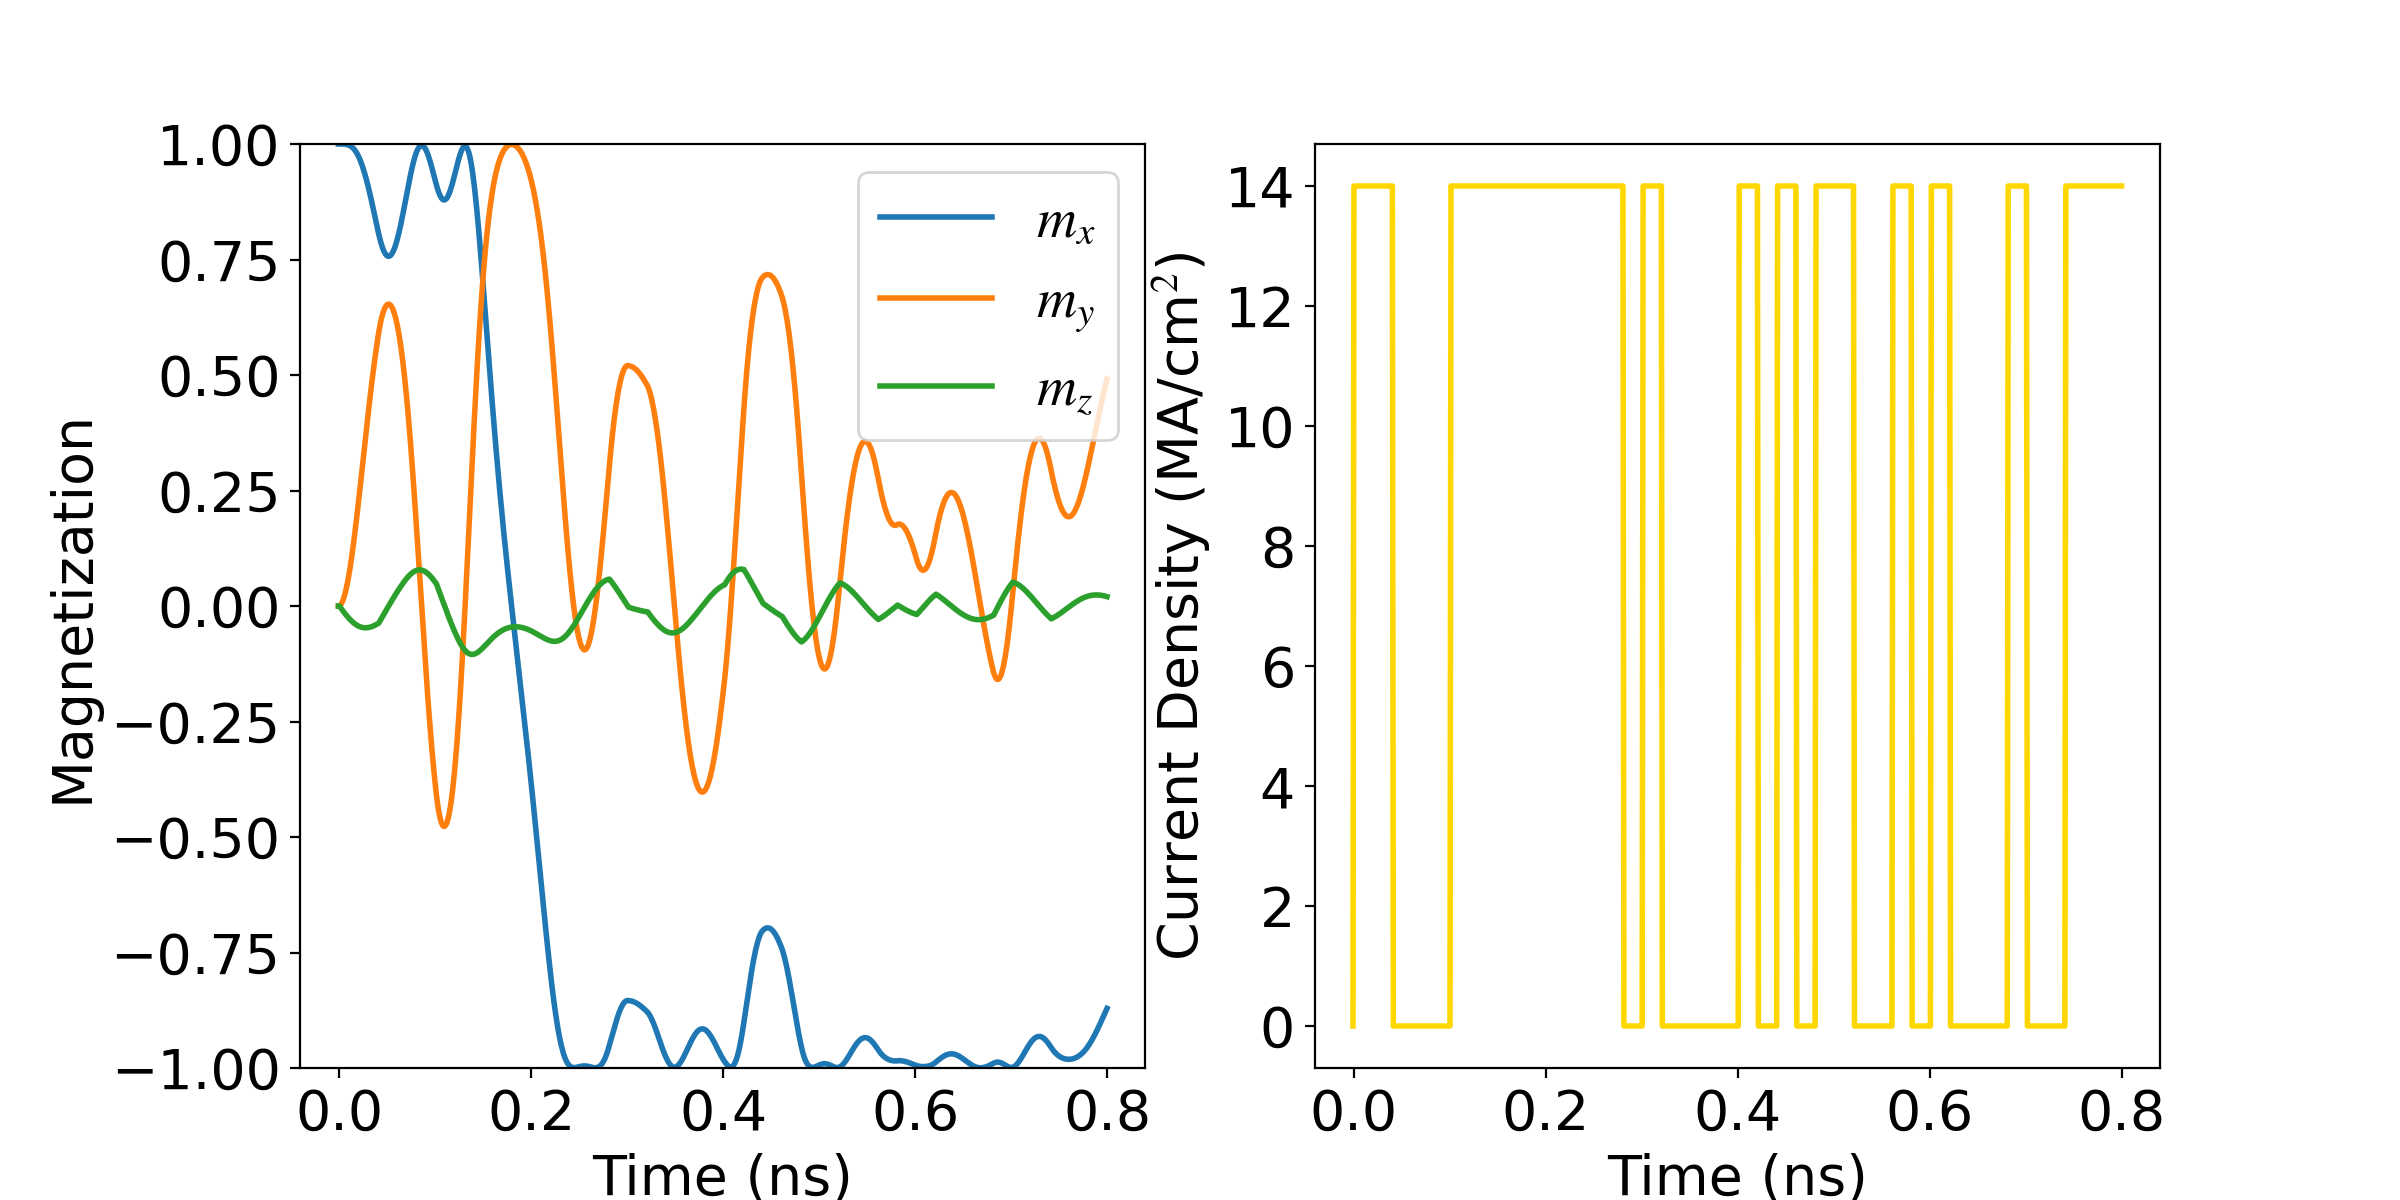 1.00
0.75
0.50
0.25
0.00
−0.25
−0.50
−0.75
−1.00
Magnetization
0.0 0.2 0.4 0.6 0.8
Time (ns)
m_x
m_y
m_z
14
12
10
8
6
4
2
0
Current Density (MA/cm²)
0.0 0.2 0.4 0.6 0.8
Time (ns)